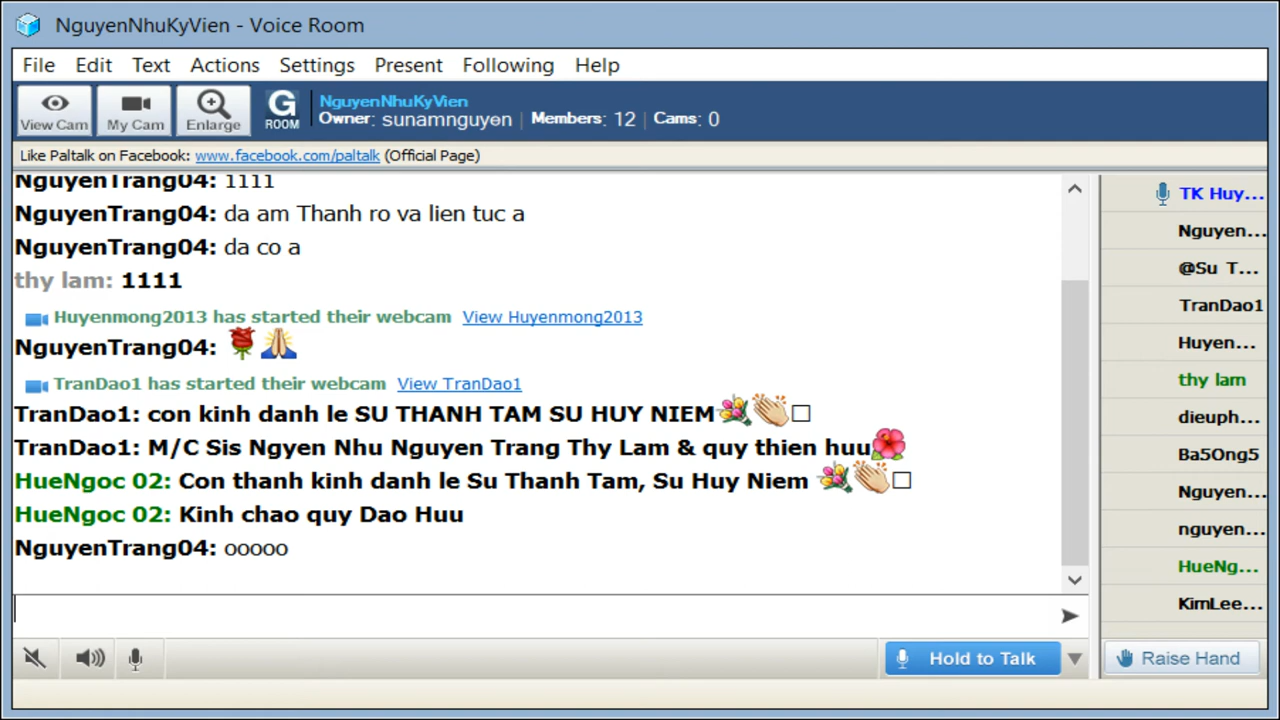 NguyenNhuKyVien - Voice Room
File Edit Text Actions Settings Present Following Help
View Cam My Cam Enlarge G ROOM
NguyenNhuKyVien
Owner: sunamnguyen | Members: 12 | Cams: 0
Like Paltalk on Facebook: www.facebook.com/paltalk (Official Page)
NguyenTrang04: 1111
NguyenTrang04: da am Thanh ro va lien tuc a
NguyenTrang04: da co a
thy lam: 1111
Huyenmong2013 has started their webcam View Huyenmong2013
NguyenTrang04:
TranDao1 has started their webcam View TranDao1
TranDao1: con kinh danh le SU THANH TAM SU HUY NIEM
TranDao1: M/C Sis Ngyen Nhu Nguyen Trang Thy Lam & quy thien huu
HueNgoc 02: Con thanh kinh danh le Su Thanh Tam, Su Huy Niem
HueNgoc 02: Kinh chao quy Dao Huu
NguyenTrang04: ooooo
TK Huy...
Nguyen...
@Su T...
TranDao1
Huyen...
thy lam
dieuph...
Ba5Ong5
Nguyen...
nguyen...
HueNg...
KimLee...
Hold to Talk
Raise Hand